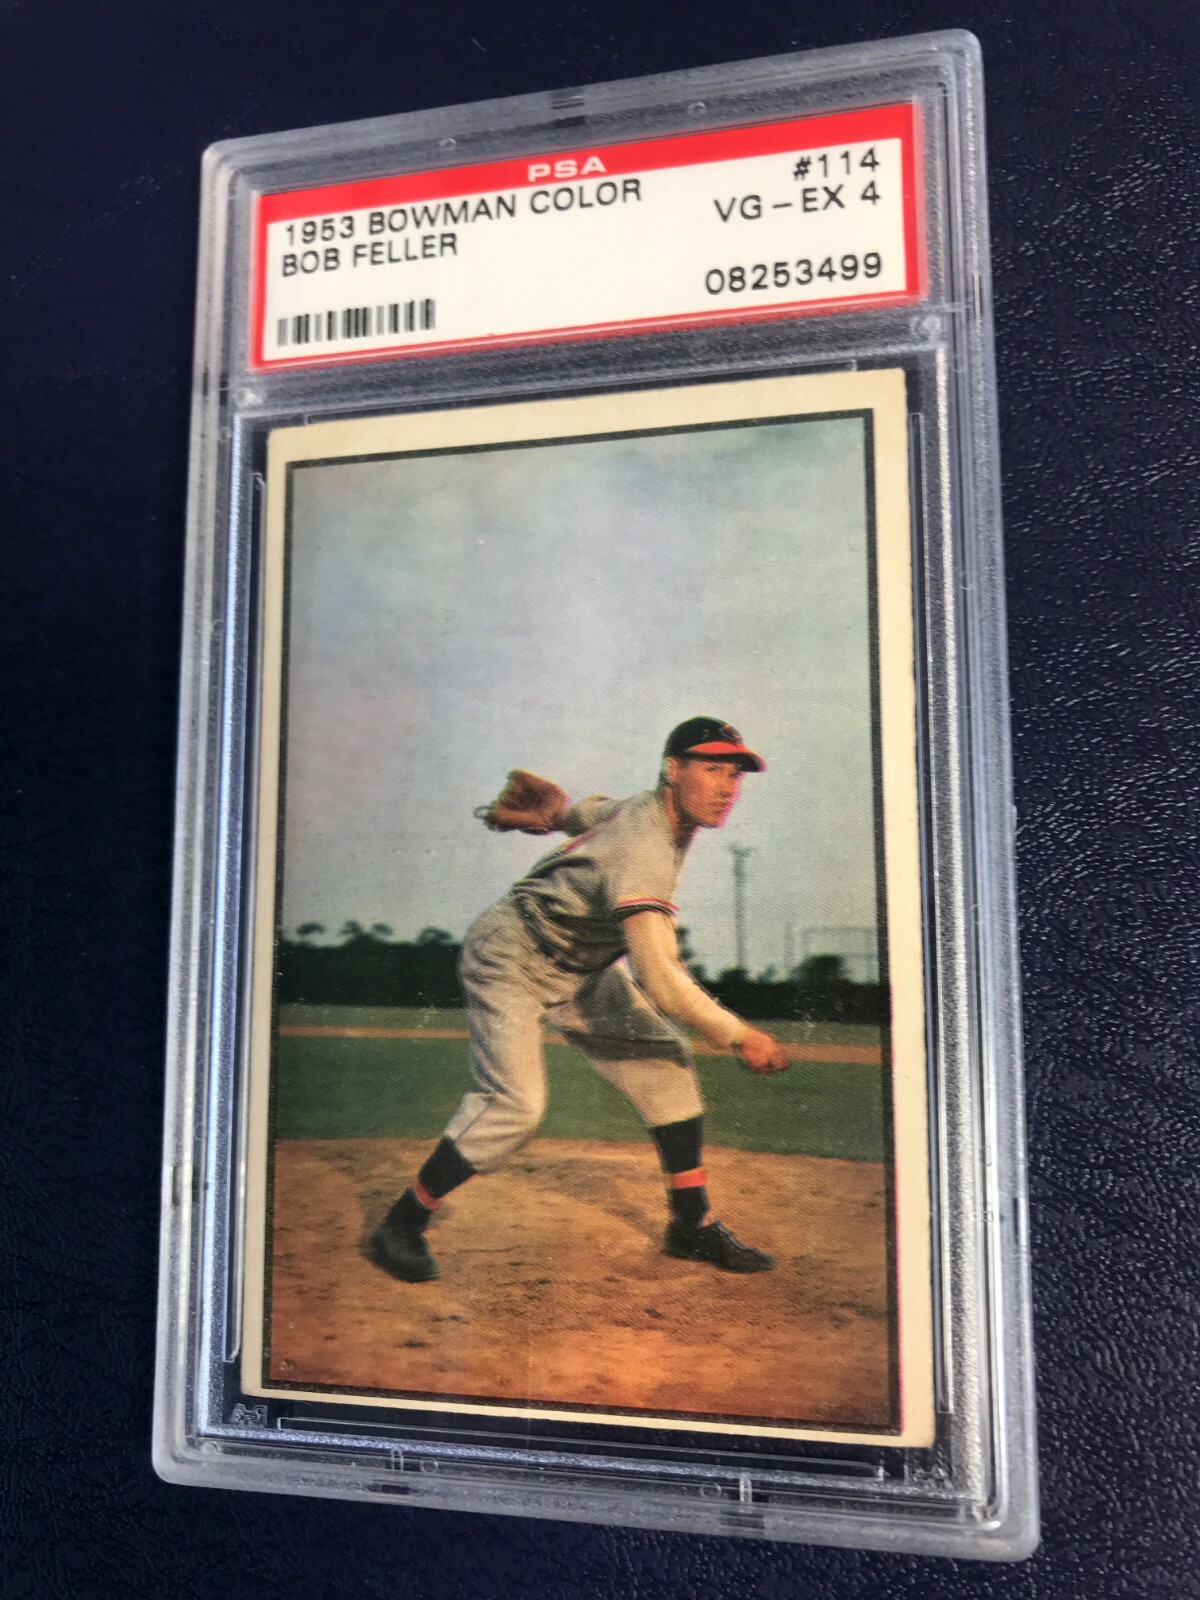 PSA
1953 BOWMAN COLOR #114
BOB FELLER VG-EX 4
08253499